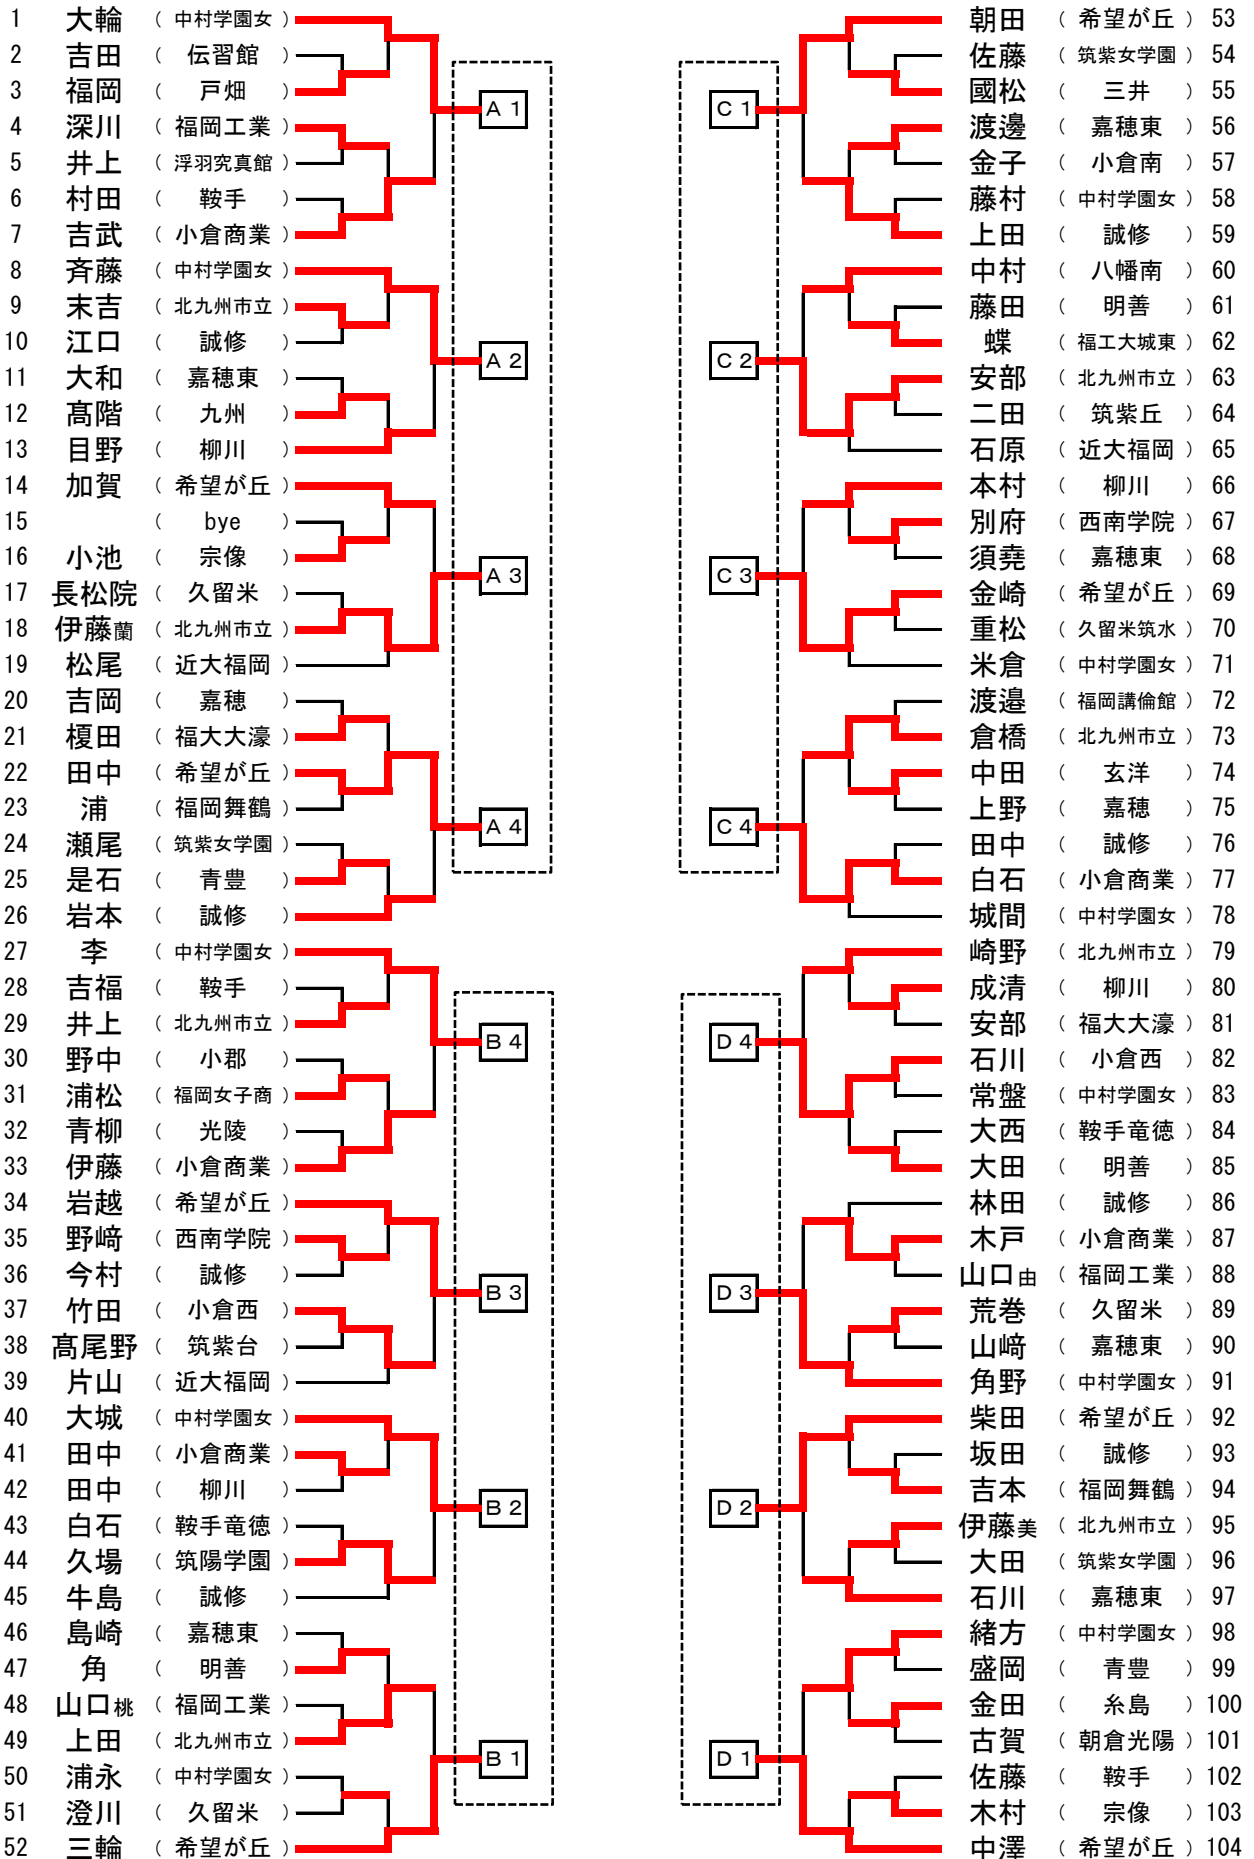 1 大輪 ( 中村学園女 )
2 吉田 ( 伝習館 )
3 福岡 ( 戸畑 )
4 深川 ( 福岡工業 )
5 井上 ( 浮羽究真館 )
6 村田 ( 鞍手 )
7 吉武 ( 小倉商業 )
8 斉藤 ( 中村学園女 )
9 末吉 ( 北九州市立 )
10 江口 ( 誠修 )
11 大和 ( 嘉穂東 )
12 髙階 ( 九州 )
13 目野 ( 柳川 )
14 加賀 ( 希望が丘 )
15 ( bye )
16 小池 ( 宗像 )
17 長松院 ( 久留米 )
18 伊藤蘭 ( 北九州市立 )
19 松尾 ( 近大福岡 )
20 吉岡 ( 嘉穂 )
21 榎田 ( 福大大濠 )
22 田中 ( 希望が丘 )
23 浦 ( 福岡舞鶴 )
24 瀬尾 ( 筑紫女学園 )
25 是石 ( 青豊 )
26 岩本 ( 誠修 )
27 李 ( 中村学園女 )
28 吉福 ( 鞍手 )
29 井上 ( 北九州市立 )
30 野中 ( 小郡 )
31 浦松 ( 福岡女子商 )
32 青柳 ( 光陵 )
33 伊藤 ( 小倉商業 )
34 岩越 ( 希望が丘 )
35 野﨑 ( 西南学院 )
36 今村 ( 誠修 )
37 竹田 ( 小倉西 )
38 髙尾野 ( 筑紫台 )
39 片山 ( 近大福岡 )
40 大城 ( 中村学園女 )
41 田中 ( 小倉商業 )
42 田中 ( 柳川 )
43 白石 ( 鞍手竜徳 )
44 久場 ( 筑陽学園 )
45 牛島 ( 誠修 )
46 島崎 ( 嘉穂東 )
47 角 ( 明善 )
48 山口桃 ( 福岡工業 )
49 上田 ( 北九州市立 )
50 浦永 ( 中村学園女 )
51 澄川 ( 久留米 )
52 三輪 ( 希望が丘 )
A 1
A 2
A 3
A 4
B 4
B 3
B 2
B 1
C 1
C 2
C 3
C 4
D 4
D 3
D 2
D 1
朝田 ( 希望が丘 ) 53
佐藤 ( 筑紫女学園 ) 54
國松 ( 三井 ) 55
渡邊 ( 嘉穂東 ) 56
金子 ( 小倉南 ) 57
藤村 ( 中村学園女 ) 58
上田 ( 誠修 ) 59
中村 ( 八幡南 ) 60
藤田 ( 明善 ) 61
蝶 ( 福工大城東 ) 62
安部 ( 北九州市立 ) 63
二田 ( 筑紫丘 ) 64
石原 ( 近大福岡 ) 65
本村 ( 柳川 ) 66
別府 ( 西南学院 ) 67
須堯 ( 嘉穂東 ) 68
金崎 ( 希望が丘 ) 69
重松 ( 久留米筑水 ) 70
米倉 ( 中村学園女 ) 71
渡邉 ( 福岡講倫館 ) 72
倉橋 ( 北九州市立 ) 73
中田 ( 玄洋 ) 74
上野 ( 嘉穂 ) 75
田中 ( 誠修 ) 76
白石 ( 小倉商業 ) 77
城間 ( 中村学園女 ) 78
崎野 ( 北九州市立 ) 79
成清 ( 柳川 ) 80
安部 ( 福大大濠 ) 81
石川 ( 小倉西 ) 82
常盤 ( 中村学園女 ) 83
大西 ( 鞍手竜徳 ) 84
大田 ( 明善 ) 85
林田 ( 誠修 ) 86
木戸 ( 小倉商業 ) 87
山口由 ( 福岡工業 ) 88
荒巻 ( 久留米 ) 89
山﨑 ( 嘉穂東 ) 90
角野 ( 中村学園女 ) 91
柴田 ( 希望が丘 ) 92
坂田 ( 誠修 ) 93
吉本 ( 福岡舞鶴 ) 94
伊藤美 ( 北九州市立 ) 95
大田 ( 筑紫女学園 ) 96
石川 ( 嘉穂東 ) 97
緒方 ( 中村学園女 ) 98
盛岡 ( 青豊 ) 99
金田 ( 糸島 ) 100
古賀 ( 朝倉光陽 ) 101
佐藤 ( 鞍手 ) 102
木村 ( 宗像 ) 103
中澤 ( 希望が丘 ) 104